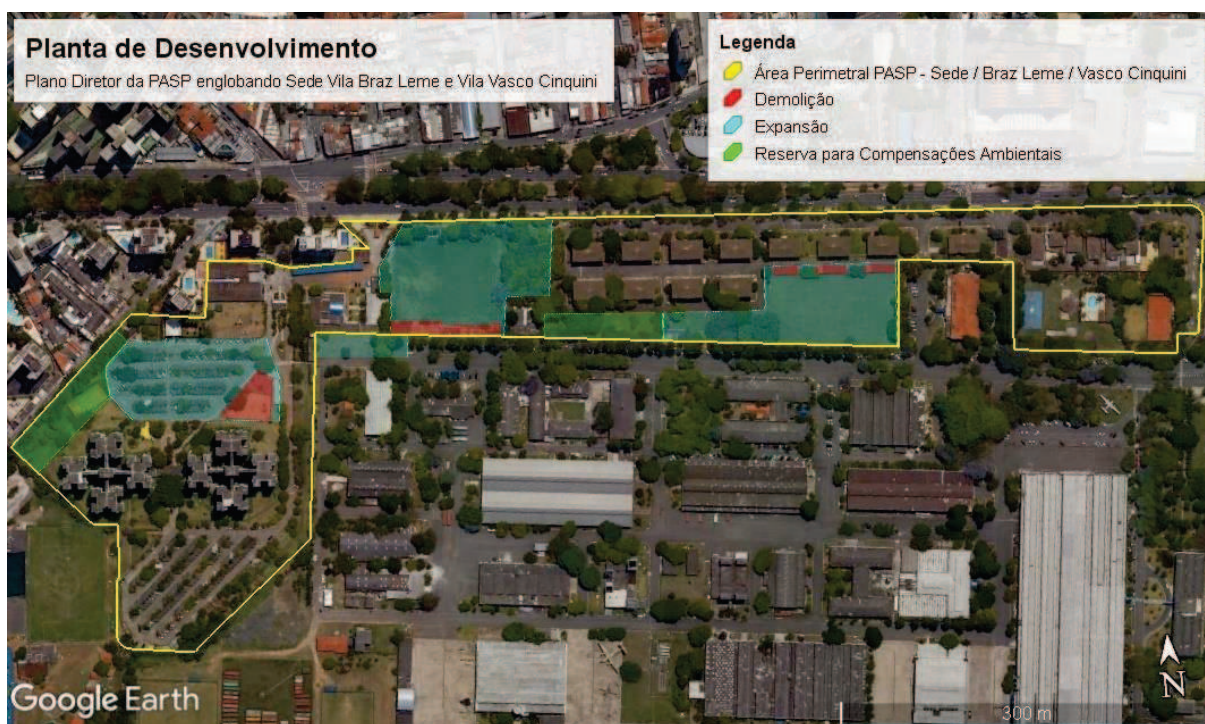 Planta de Desenvolvimento
Plano Diretor da PASP englobando Sede Vila Braz Leme e Vila Vasco Cinquini
Legenda
Área Perimetral PASP - Sede / Braz Leme / Vasco Cinquini
Demolição
Expansão
Reserva para Compensações Ambientais
Google Earth
300 m
N